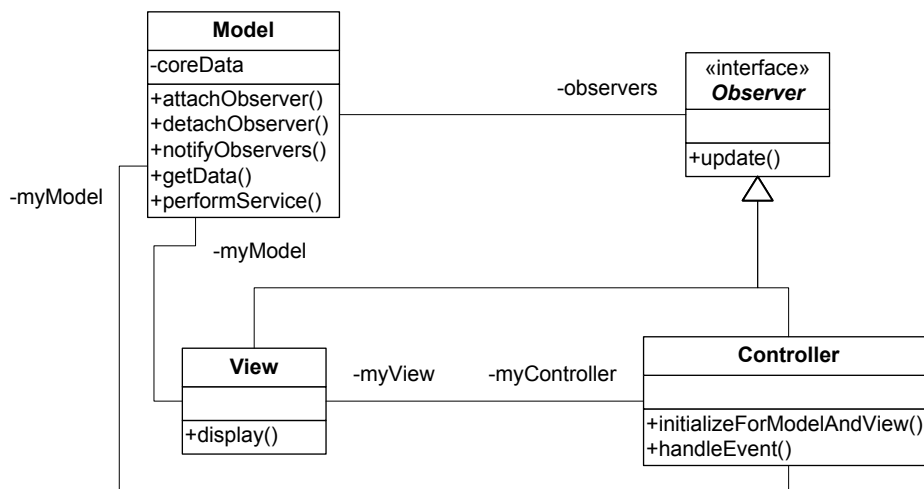 Model
-coreData
+attachObserver()
+detachObserver()
+notifyObservers()
+getData()
+performService()
-observers
«interface»
Observer
+update()
-myModel
-myModel
View
+display()
-myView
-myController
Controller
+initializeForModelAndView()
+handleEvent()